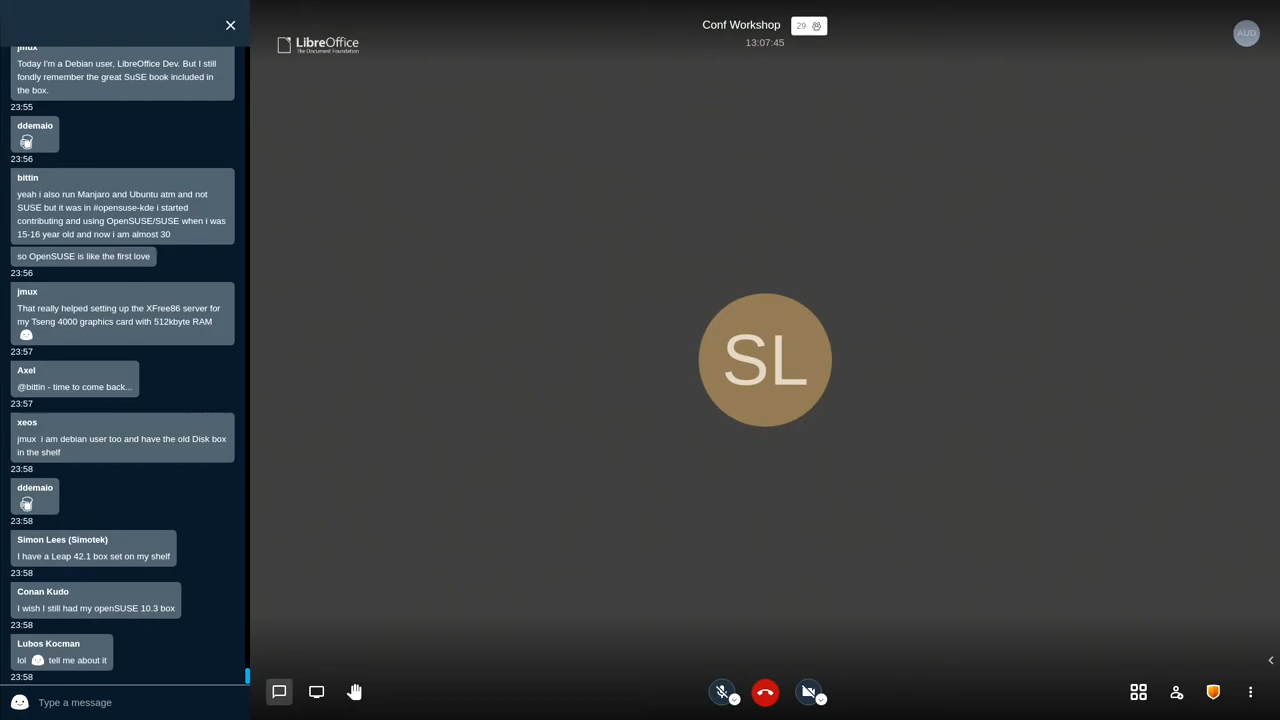 jmux
Today I'm a Debian user, LibreOffice Dev. But I still
fondly remember the great SuSE book included in
the box.
23:55
ddemaio
23:56
bittin
yeah i also run Manjaro and Ubuntu atm and not
SUSE but it was in #opensuse-kde i started
contributing and using OpenSUSE/SUSE when i was
15-16 year old and now i am almost 30
so OpenSUSE is like the first love
23:56
jmux
That really helped setting up the XFree86 server for
my Tseng 4000 graphics card with 512kbyte RAM
23:57
Axel
@bittin - time to come back...
23:57
xeos
jmux i am debian user too and have the old Disk box
in the shelf
23:58
ddemaio
23:58
Simon Lees (Simotek)
I have a Leap 42.1 box set on my shelf
23:58
Conan Kudo
I wish I still had my openSUSE 10.3 box
23:58
Lubos Kocman
lol tell me about it
23:58
Type a message
LibreOffice
The Document Foundation
Conf Workshop 29
13:07:45
AUD
SL